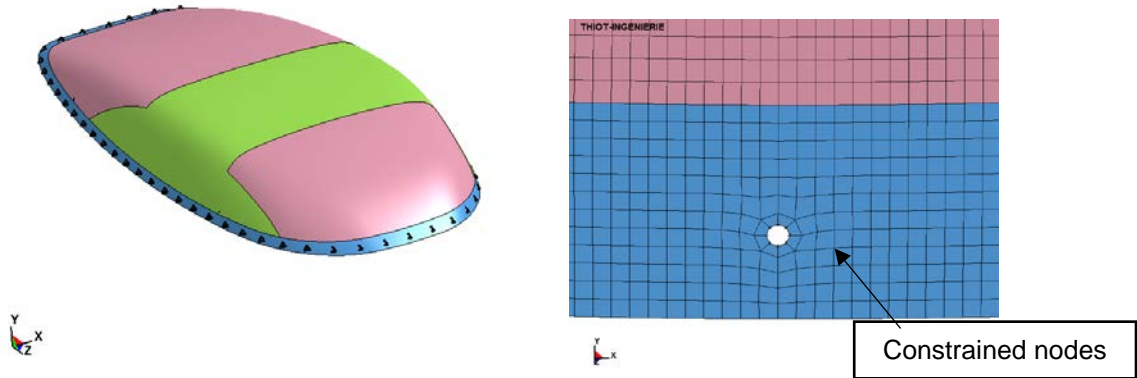 THIOT-INGENIERIE
Y
X
Z
Y
X
Z
Constrained nodes